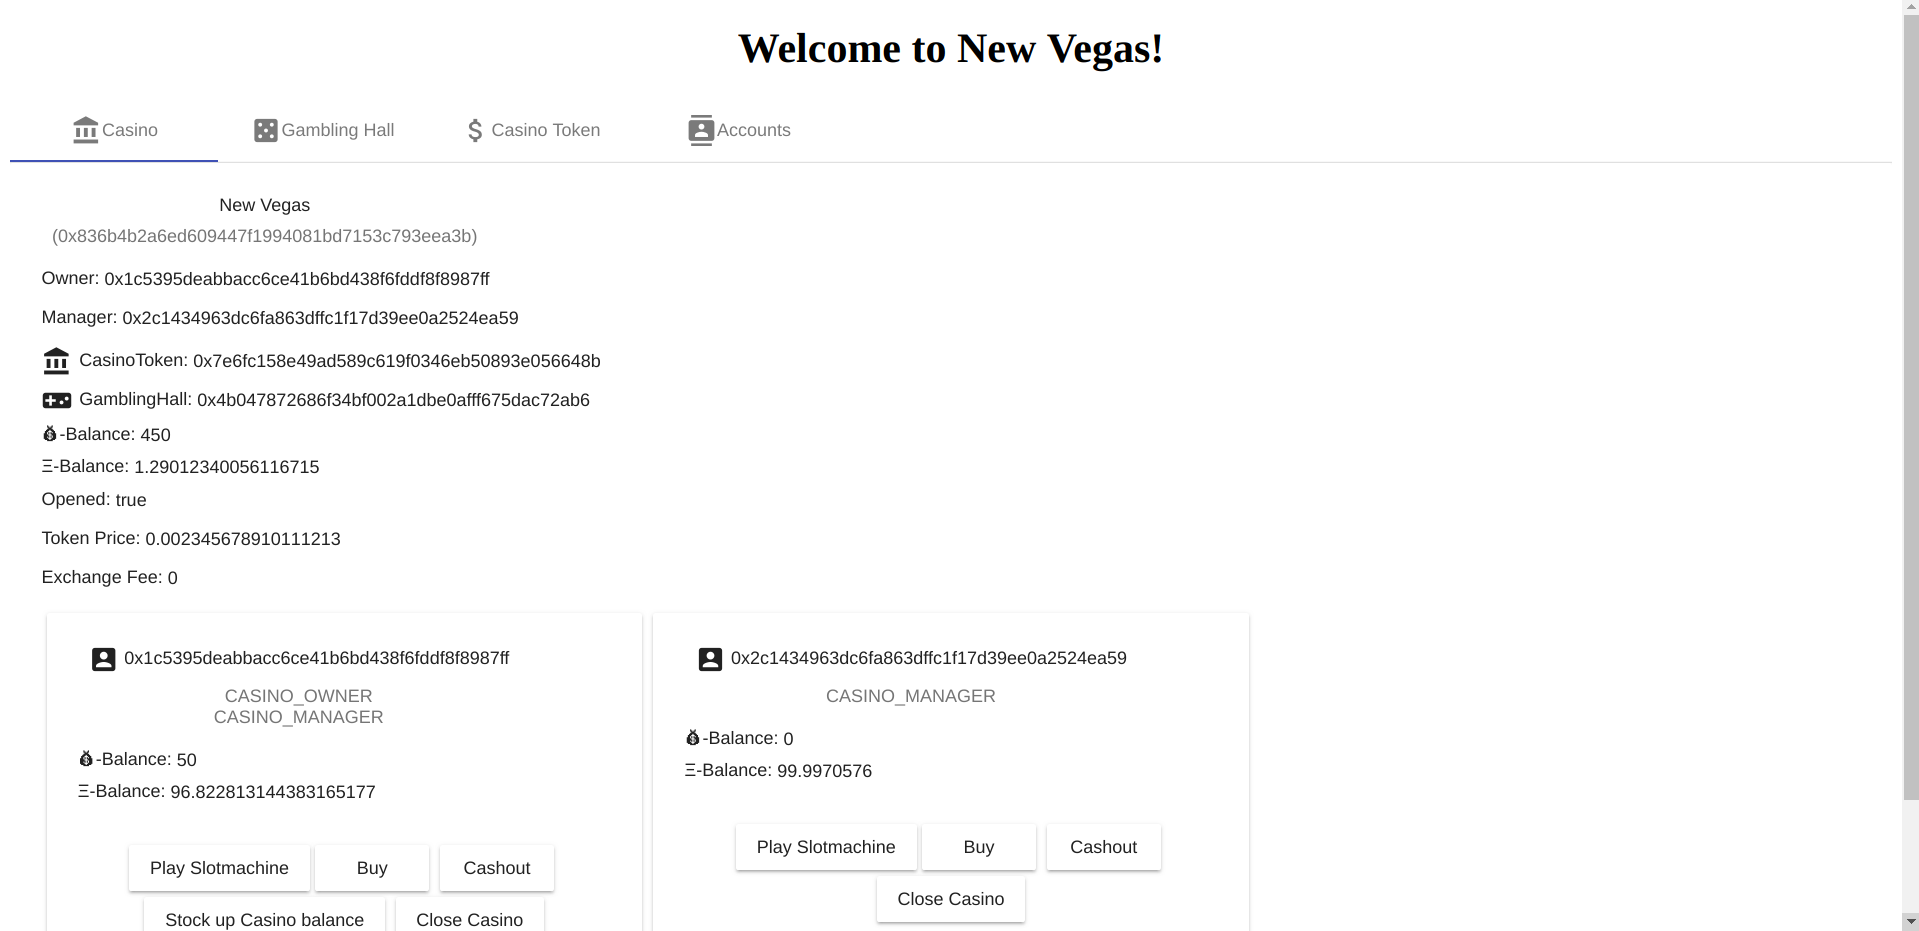 Welcome to New Vegas!
Casino
Gambling Hall
Casino Token
Accounts
New Vegas
(0x836b4b2a6ed609447f1994081bd7153c793eea3b)
Owner: 0x1c5395deabbacc6ce41b6bd438f6fddf8f8987ff
Manager: 0x2c1434963dc6fa863dffc1f17d39ee0a2524ea59
CasinoToken: 0x7e6fc158e49ad589c619f0346eb50893e056648b
GamblingHall: 0x4b047872686f34bf002a1dbe0afff675dac72ab6
💰-Balance: 450
Ξ-Balance: 1.29012340056116715
Opened: true
Token Price: 0.002345678910111213
Exchange Fee: 0
0x1c5395deabbacc6ce41b6bd438f6fddf8f8987ff
CASINO_OWNER
CASINO_MANAGER
💰-Balance: 50
Ξ-Balance: 96.822813144383165177
Play Slotmachine
Buy
Cashout
Stock up Casino balance
Close Casino
0x2c1434963dc6fa863dffc1f17d39ee0a2524ea59
CASINO_MANAGER
💰-Balance: 0
Ξ-Balance: 99.9970576
Play Slotmachine
Buy
Cashout
Close Casino